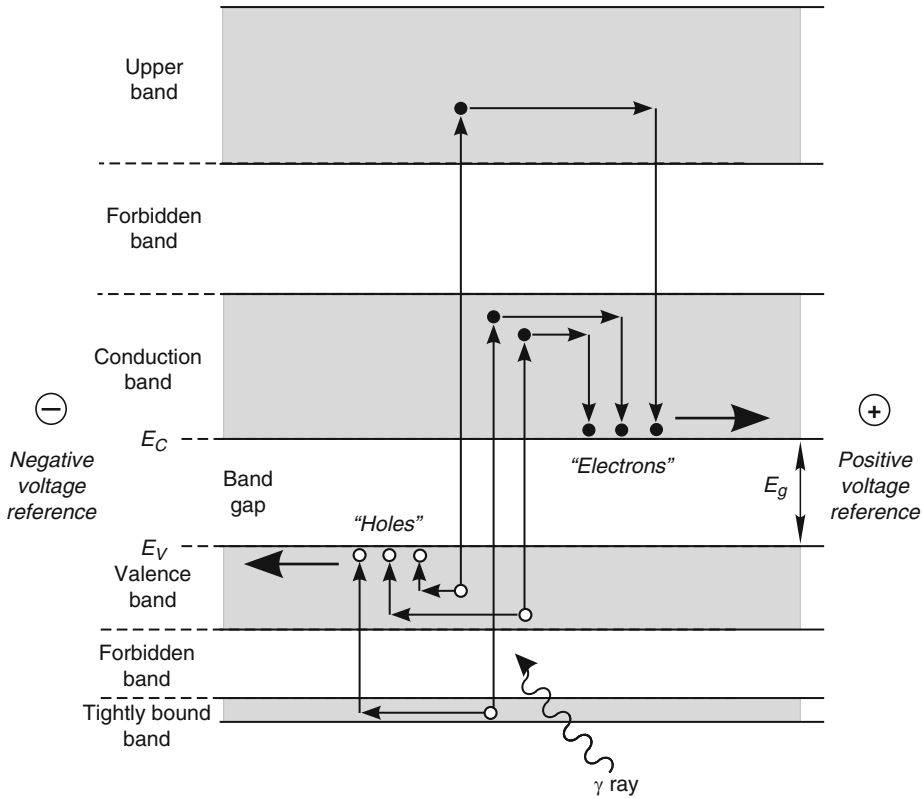 Upper
band
Forbidden
band
Conduction
band
−
E_C
Negative
voltage
reference
Band
gap
"Electrons"
E_g
+
Positive
voltage
reference
"Holes"
E_V
Valence
band
Forbidden
band
Tightly bound
band
γ ray